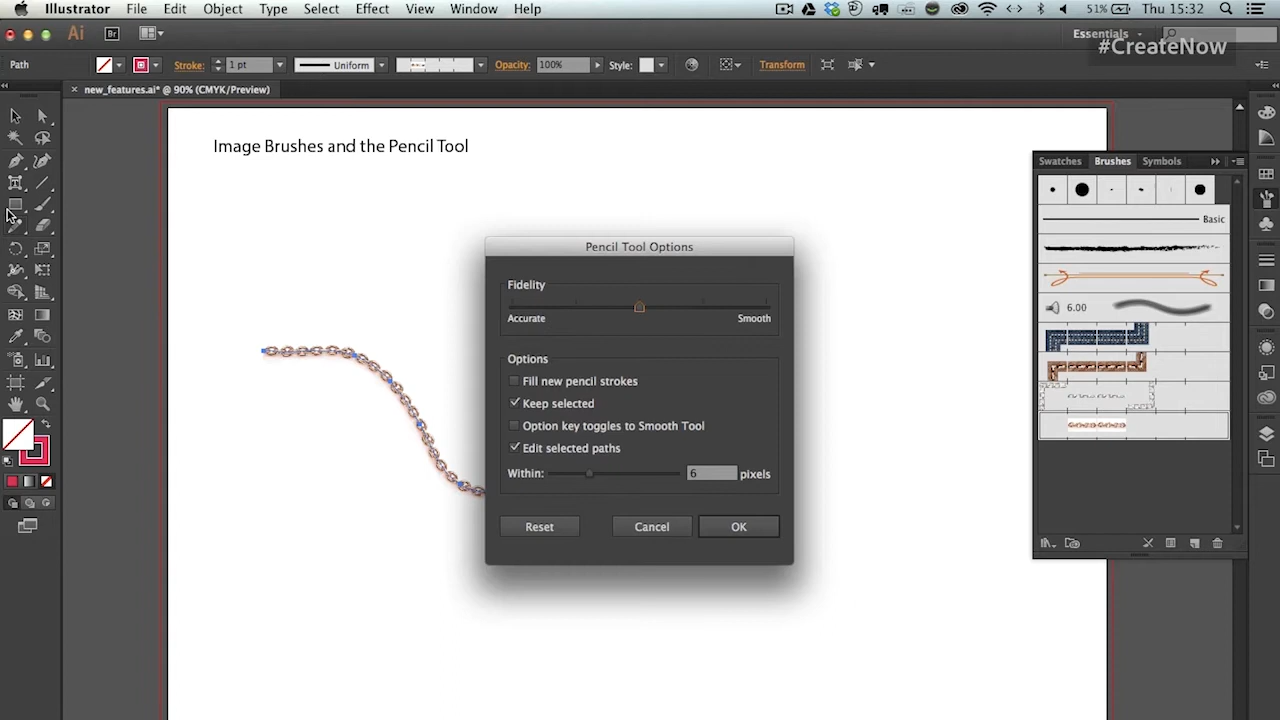 Illustrator File Edit Object Type Select Effect View Window Help 51% Thu 15:32
Ai Br Essentials
#CreateNow
Path Stroke: 1 pt Uniform Opacity: 100% Style: Transform
× new_features.ai* @ 90% (CMYK/Preview)
Image Brushes and the Pencil Tool
Swatches Brushes Symbols
Basic
6.00
Pencil Tool Options
Fidelity
Accurate Smooth
Options
Fill new pencil strokes
Keep selected
Option key toggles to Smooth Tool
Edit selected paths
Within: 6 pixels
Reset Cancel OK